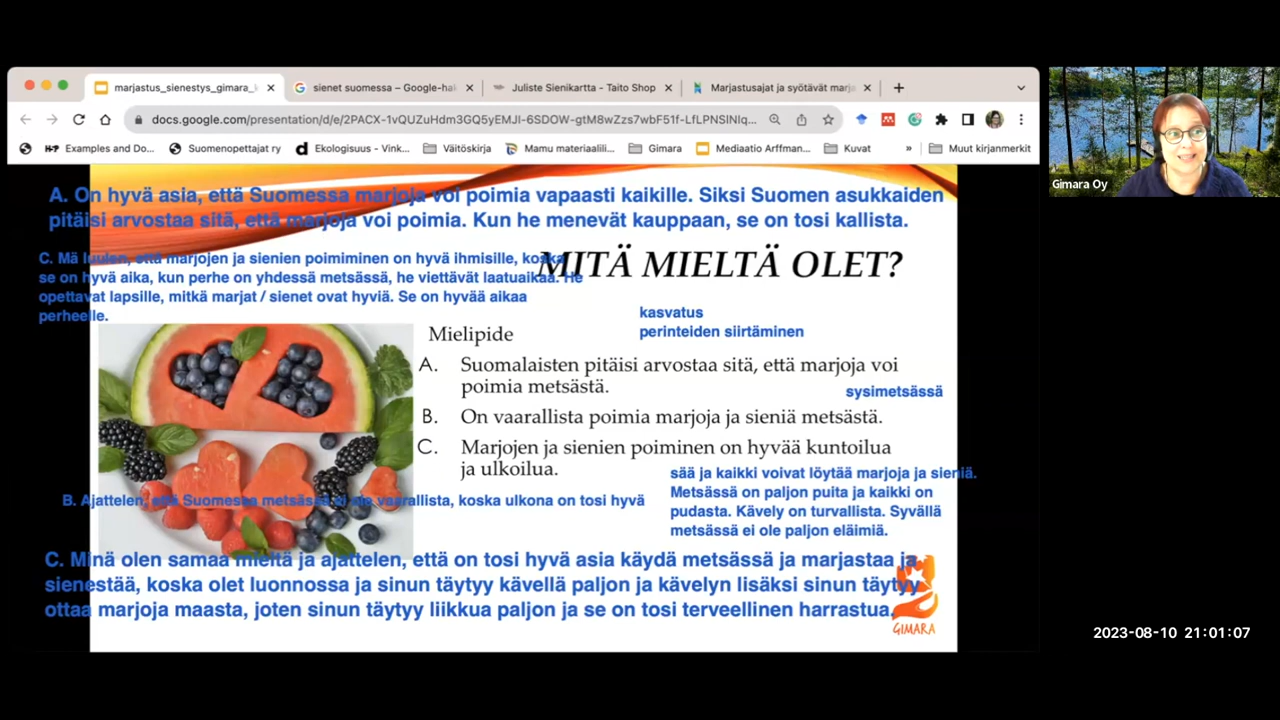 marjastus_sienestys_gimara_k
sienet suomessa – Google-hak
Juliste Sienikartta - Taito Shop
Marjastusajat ja syötävät marja
docs.google.com/presentation/d/e/2PACX-1vQUZuHdm3GQ5yEMJI-6SDOW-gtM8wZzs7wbF51f-LfLPNSINIq...
Examples and Do...
Suomenopettajat ry
Ekologisuus - Vink...
Väitöskirja
Mamu materiaalili...
Gimara
Mediaatio Arffman...
Kuvat
»
Muut kirjanmerkit
A. On hyvä asia, että Suomessa marjoja voi poimia vapaasti kaikille. Siksi Suomen asukkaiden
pitäisi arvostaa sitä, että marjoja voi poimia. Kun he menevät kauppaan, se on tosi kallista.
C. Mä luulen, että marjojen ja sienien poimiminen on hyvä ihmisille, koska
se on hyvä aika, kun perhe on yhdessä metsässä, he viettävät laatuaikaa. He
opettavat lapsille, mitkä marjat / sienet ovat hyviä. Se on hyvää aikaa
perheelle.
MITÄ MIELTÄ OLET?
kasvatus
perinteiden siirtäminen
Mielipide
A. Suomalaisten pitäisi arvostaa sitä, että marjoja voi
poimia metsästä.
sysimetsässä
B. On vaarallista poimia marjoja ja sieniä metsästä.
C. Marjojen ja sienien poiminen on hyvää kuntoilua
ja ulkoilua.
B. Ajattelen, että Suomessa metsässä ei ole vaarallista, koska ulkona on tosi hyvä
sää ja kaikki voivat löytää marjoja ja sieniä.
Metsässä on paljon puita ja kaikki on
pudasta. Kävely on turvallista. Syvällä
metsässä ei ole paljon eläimiä.
C. Minä olen samaa mieltä ja ajattelen, että on tosi hyvä asia käydä metsässä ja marjastaa ja
sienestää, koska olet luonnossa ja sinun täytyy kävellä paljon ja kävelyn lisäksi sinun täytyy
ottaa marjoja maasta, joten sinun täytyy liikkua paljon ja se on tosi terveellinen harrastua.
GIMARA
Gimara Oy
2023-08-10 21:01:07